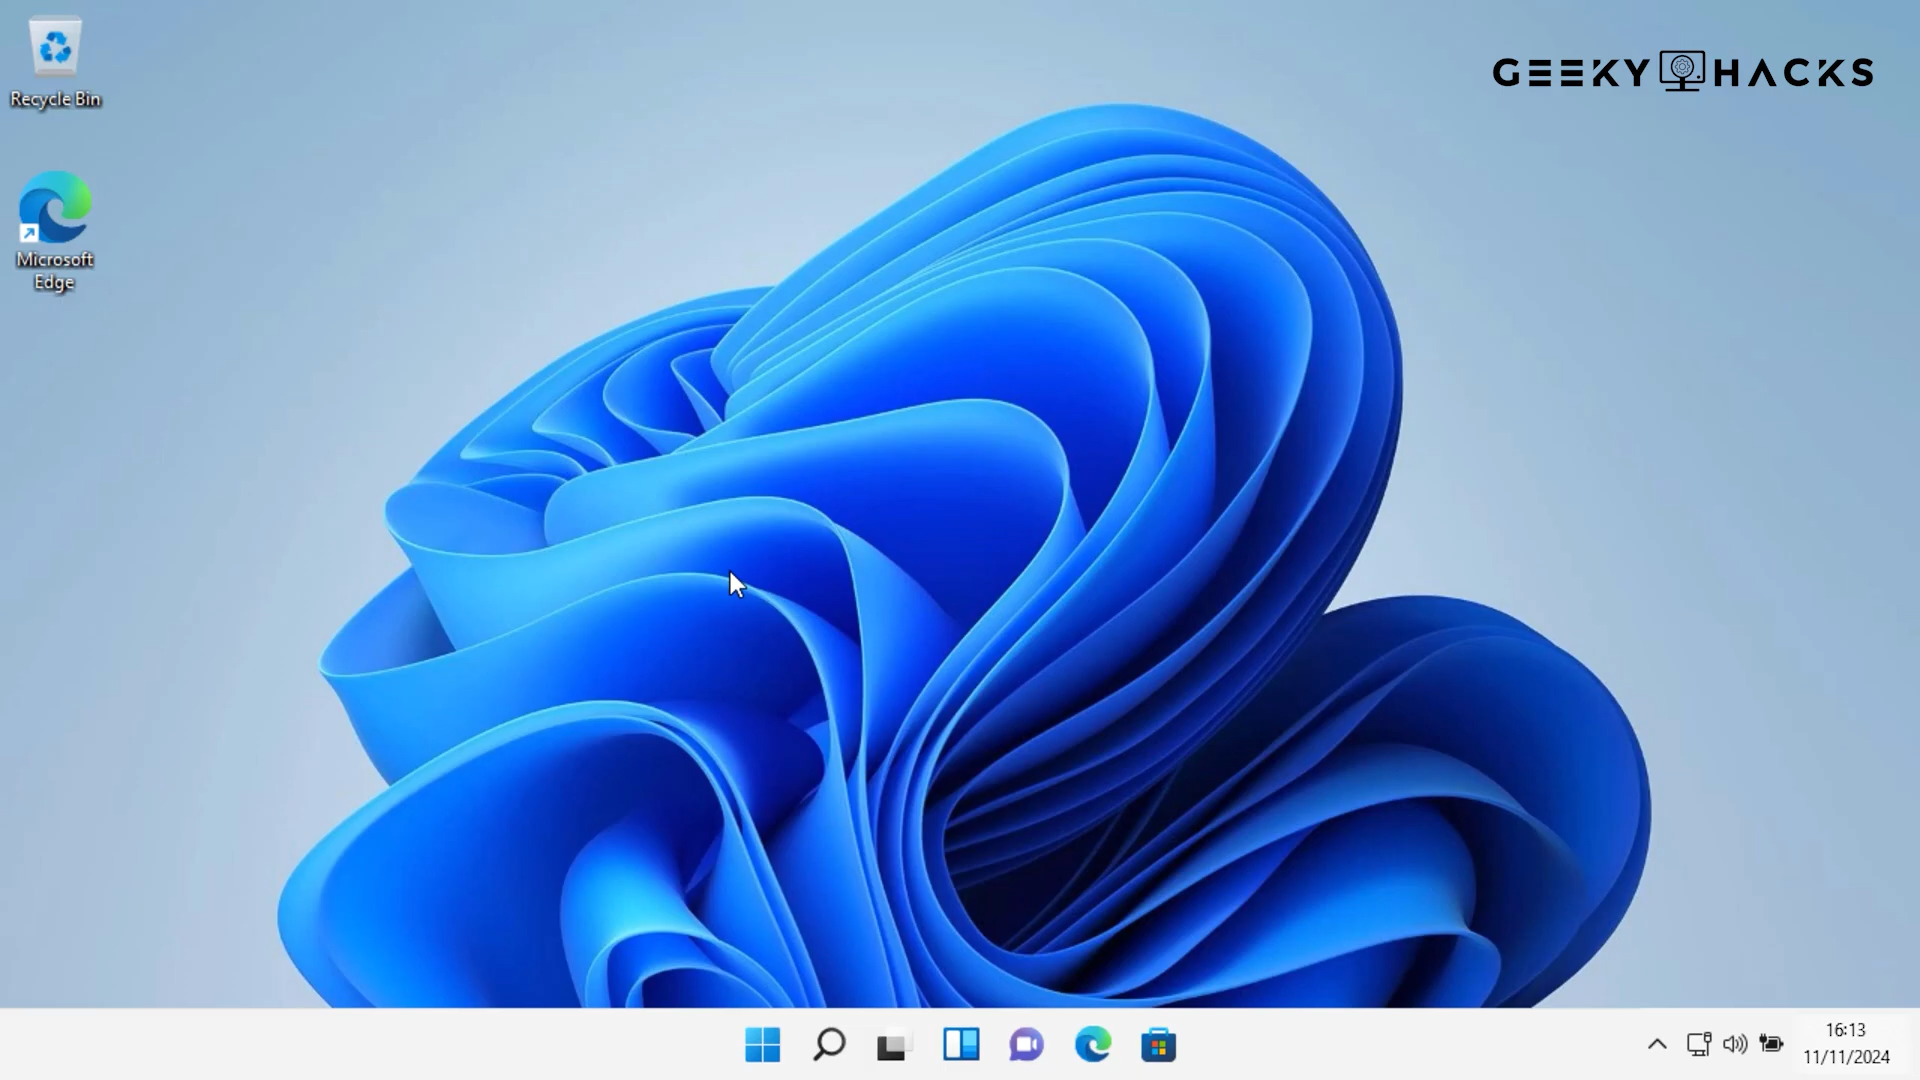 Recycle Bin
GEEKY HACKS
Microsoft
Edge
16:13
11/11/2024